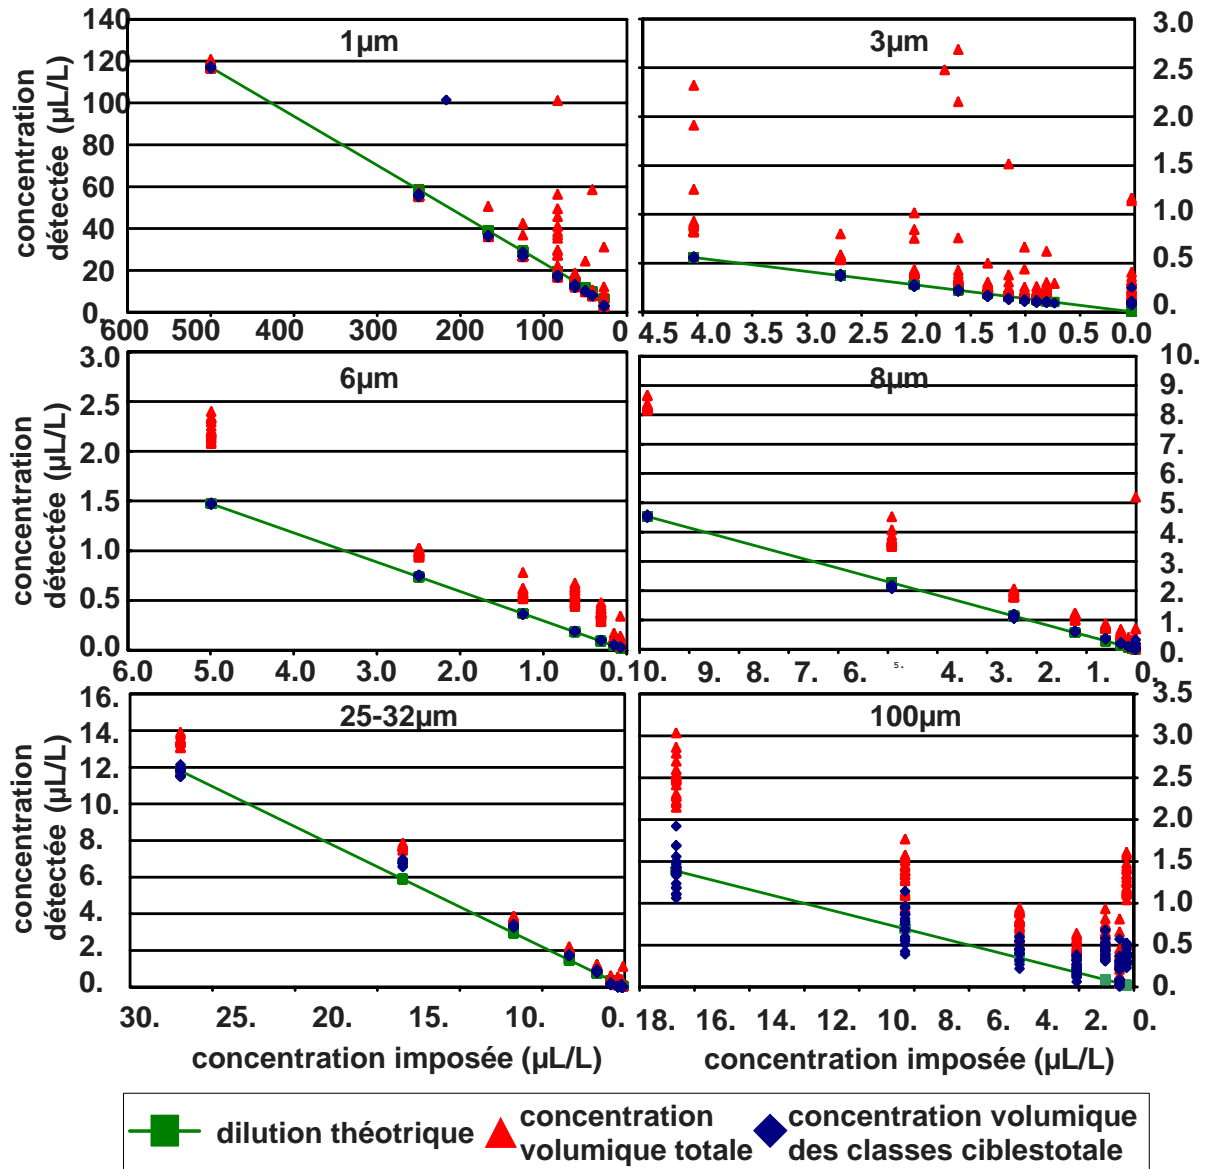 1µm
140
120
100
80
60
40
20
0.
600 500 400 300 200 100 0
concentration
détectée (µL/L)
3µm
3.0
2.5
2.0
1.5
1.0
0.5
0.
4.5 4.0 3.5 3.0 2.5 2.0 1.5 1.0 0.5 0.0
6µm
3.0
2.5
2.0
1.5
1.0
0.5
0.0
6.0 5.0 4.0 3.0 2.0 1.0 0.
concentration
détectée (µL/L)
8µm
10.
9.
8.
7.
6.
5.
4.
3.
2.
1.
0.
10. 9. 8. 7. 6. 5. 4. 3. 2. 1. 0.
25-32µm
16.
14.
12.
10.
8.
6.
4.
2.
0.
30. 25. 20. 15. 10. 0.
concentration
détectée (µL/L)
concentration imposée (µL/L)
100µm
3.5
3.0
2.5
2.0
1.5
1.0
0.5
0.
18. 16. 14. 12. 10. 8. 6. 4. 2. 0.
concentration imposée (µL/L)
dilution théotrique
concentration
volumique totale
concentration volumique
des classes ciblestotale